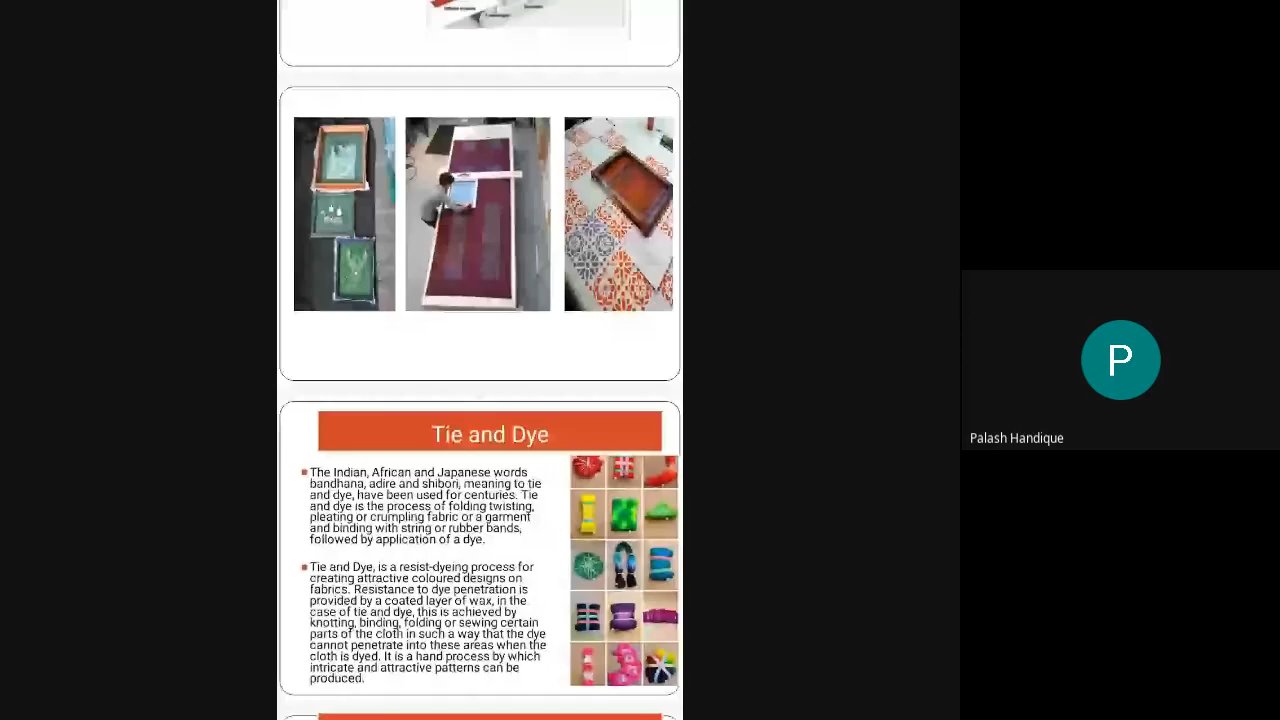 Tie and Dye
The Indian, African and Japanese words
bandhana, adire and shibori, meaning to tie
and dye, have been used for centuries. Tie
and dye is the process of folding twisting,
pleating or crumpling fabric or a garment
and binding with string or rubber bands,
followed by application of a dye.
Tie and Dye, is a resist-dyeing process for
creating attractive coloured designs on
fabrics. Resistance to dye penetration is
provided by a coated layer of wax, in the
case of tie and dye, this is achieved by
knotting, binding, folding or sewing certain
parts of the cloth in such a way that the dye
cannot penetrate into these areas when the
cloth is dyed. It is a hand process by which
intricate and attractive patterns can be
produced.
P
Palash Handique